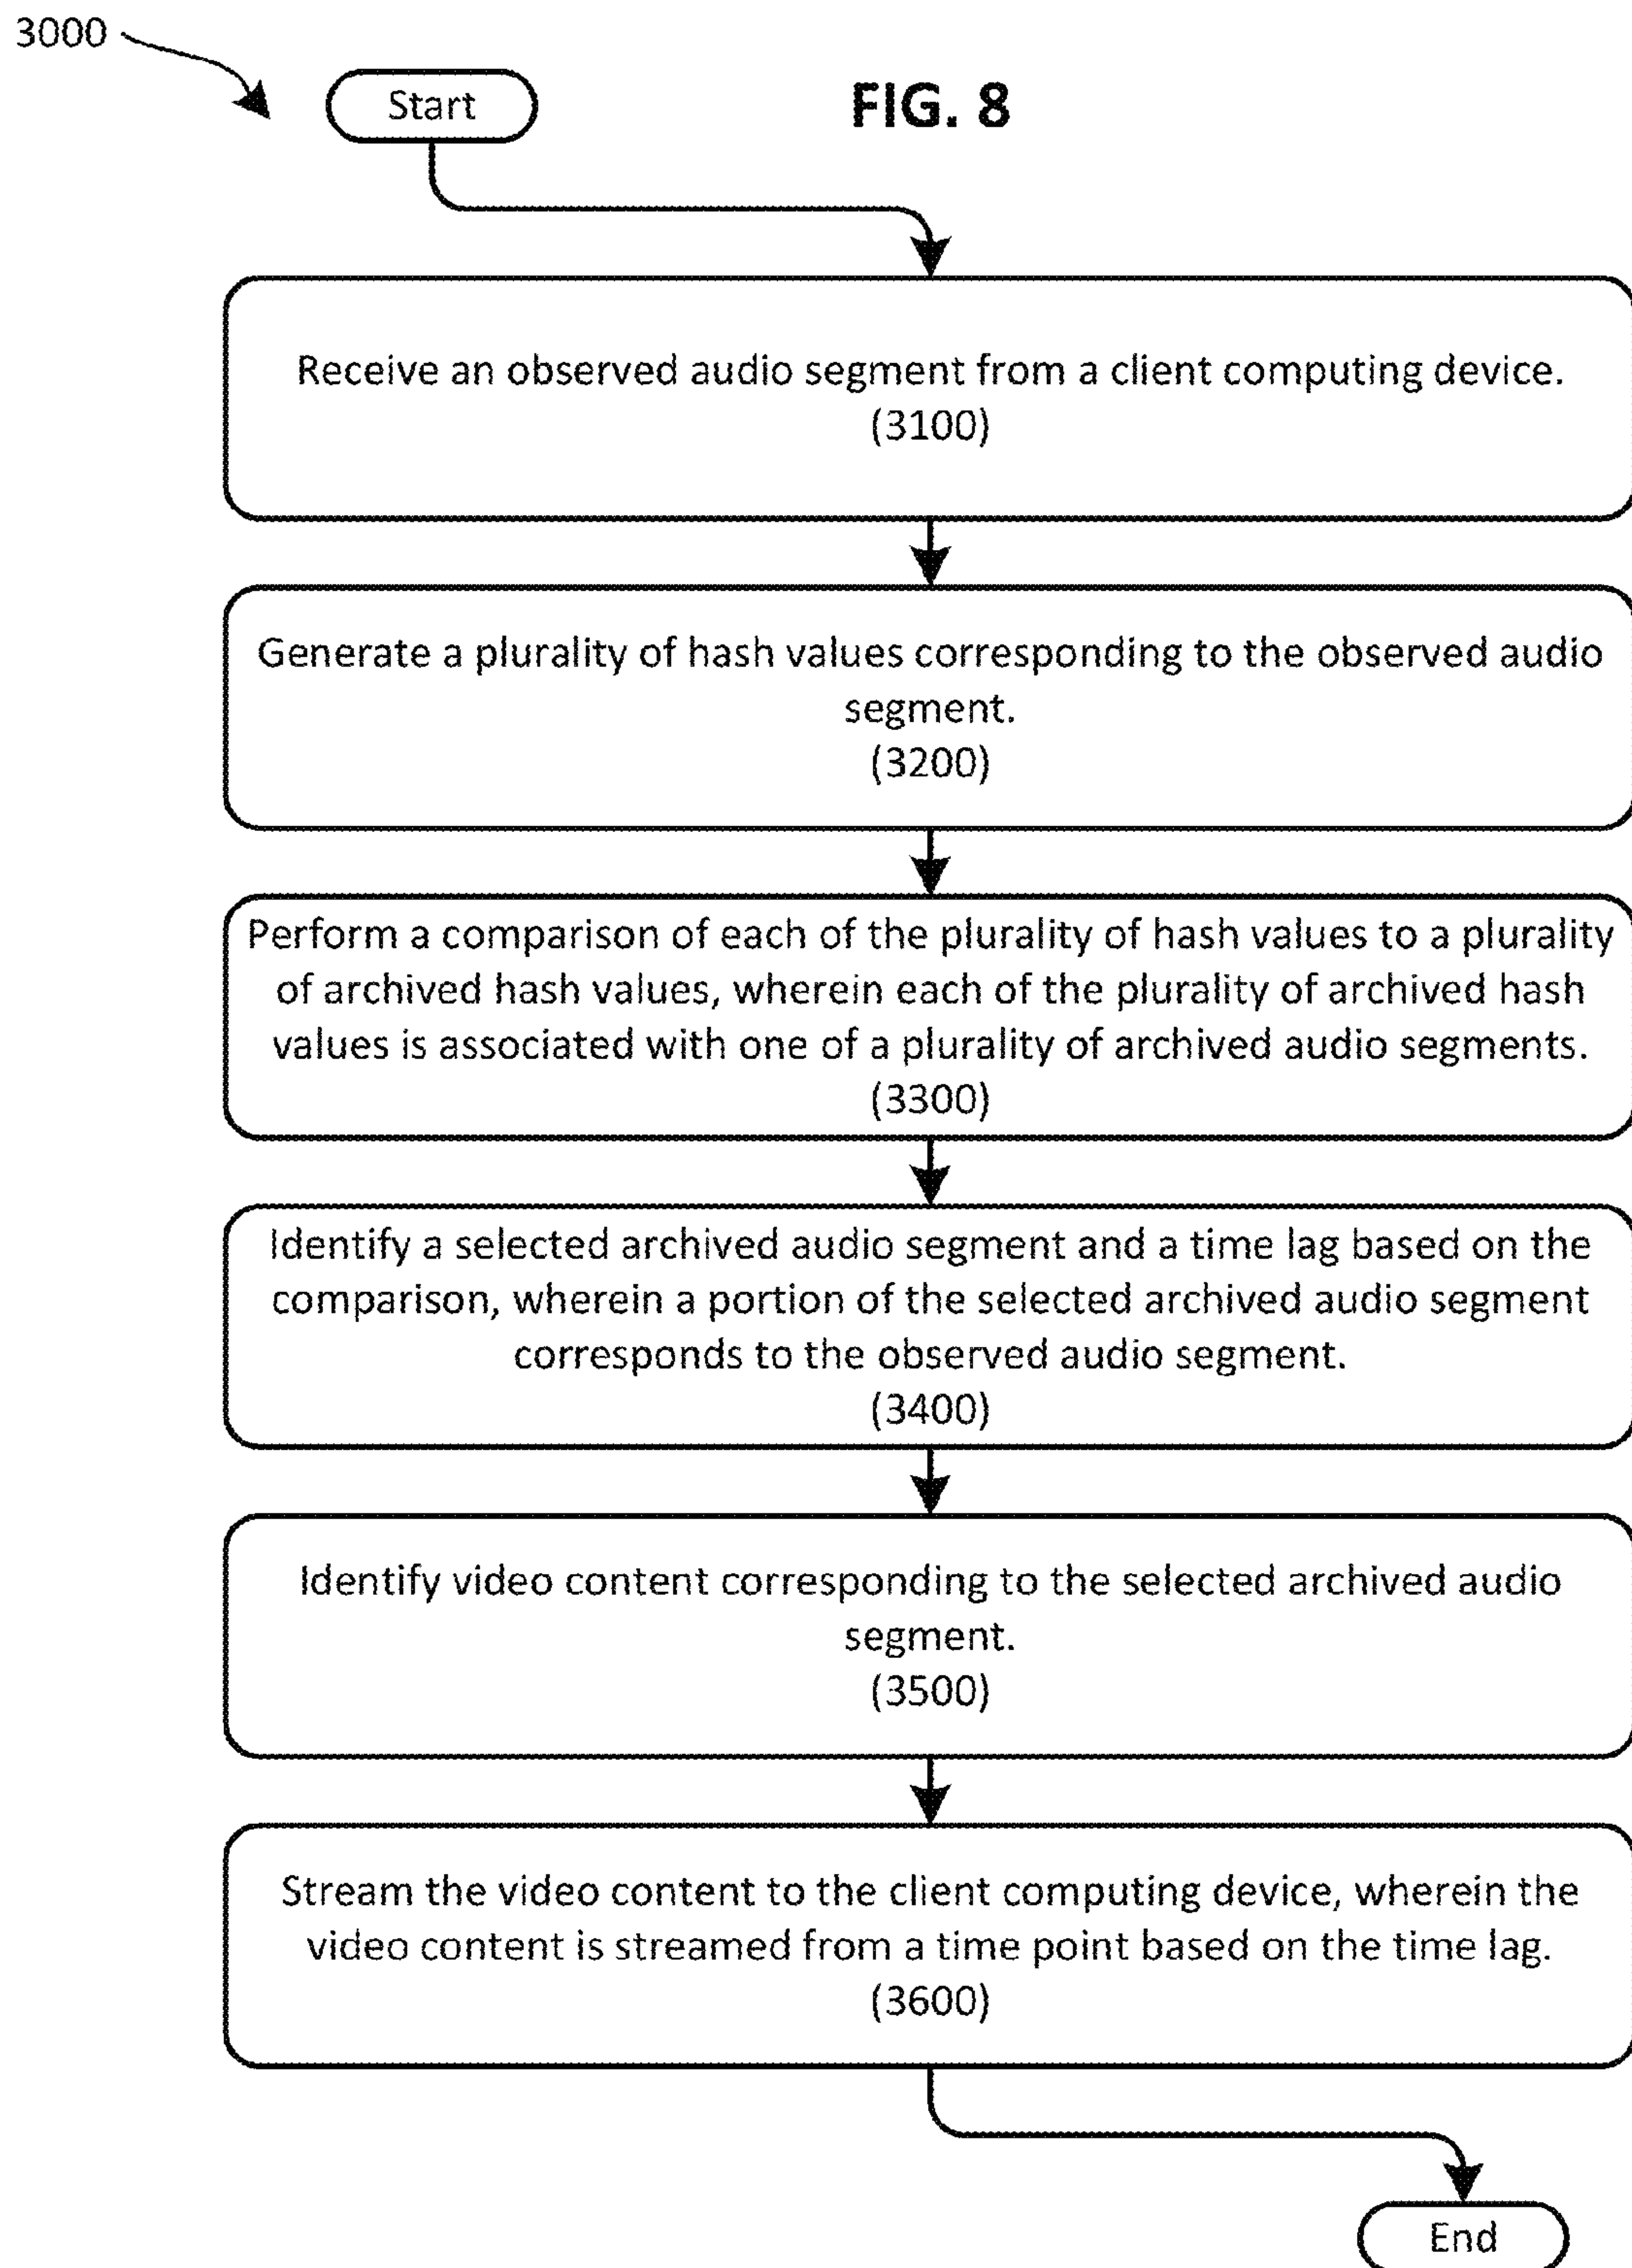 3000
Start
FIG. 8
Receive an observed audio segment from a client computing device.
(3100)
Generate a plurality of hash values corresponding to the observed audio
segment.
(3200)
Perform a comparison of each of the plurality of hash values to a plurality
of archived hash values, wherein each of the plurality of archived hash
values is associated with one of a plurality of archived audio segments.
(3300)
Identify a selected archived audio segment and a time lag based on the
comparison, wherein a portion of the selected archived audio segment
corresponds to the observed audio segment.
(3400)
Identify video content corresponding to the selected archived audio
segment.
(3500)
Stream the video content to the client computing device, wherein the
video content is streamed from a time point based on the time lag.
(3600)
End